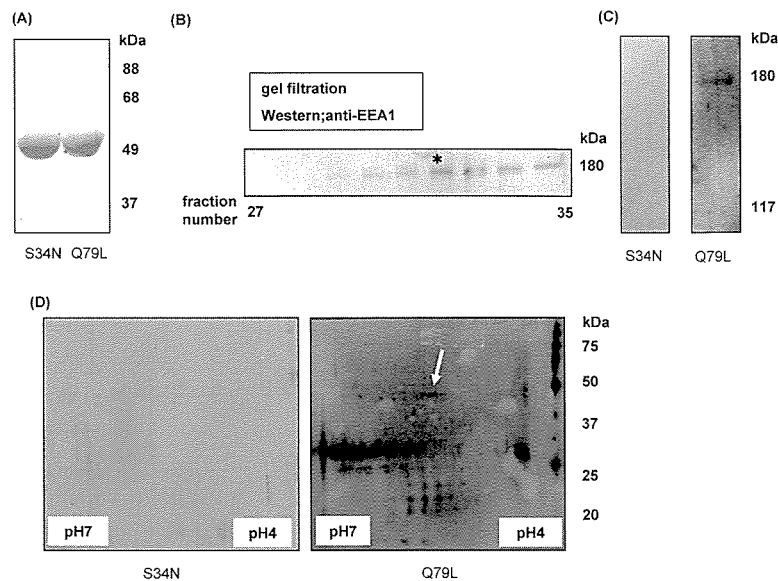 (A)
kDa
88
68
49
37
S34N Q79L
(B)
gel filtration
Western;anti-EEA1
*
kDa
180
fraction
number
27
35
(C)
kDa
180
117
S34N
Q79L
(D)
kDa
75
50
37
25
20
pH7
pH4
pH7
pH4
S34N
Q79L